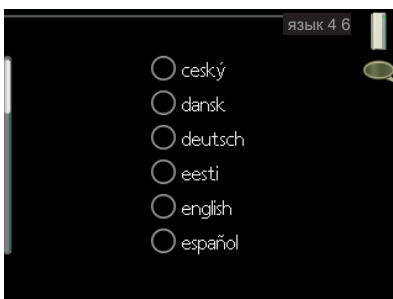 язык 4 6
ceský
dansk
deutsch
eesti
english
español